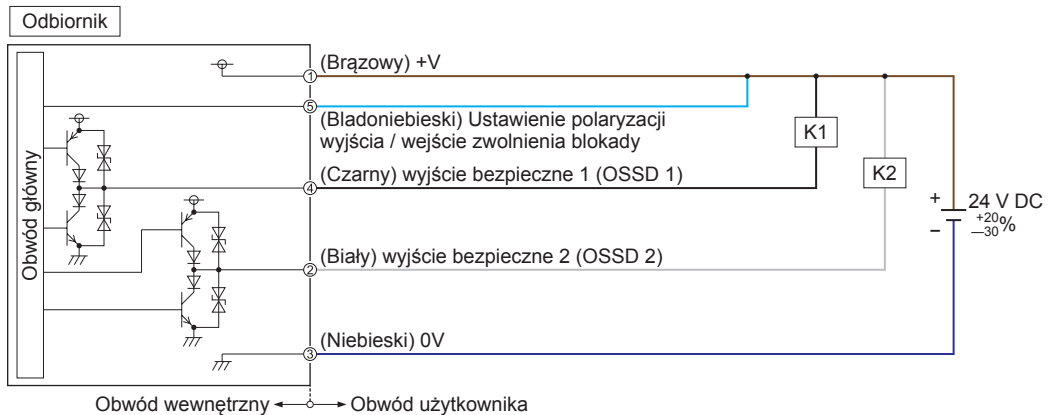 Odbiornik
(Brązowy) +V
1
5
(Bladoniebieski) Ustawienie polaryzacji
wyjścia / wejście zwolnienia blokady
K1
K2
(Czarny) wyjście bezpieczne 1 (OSSD 1)
4
Obwód główny
+ 24 V DC
+20
—30 %
−
(Biały) wyjście bezpieczne 2 (OSSD 2)
2
(Niebieski) 0V
3
Obwód wewnętrzny
Obwód użytkownika